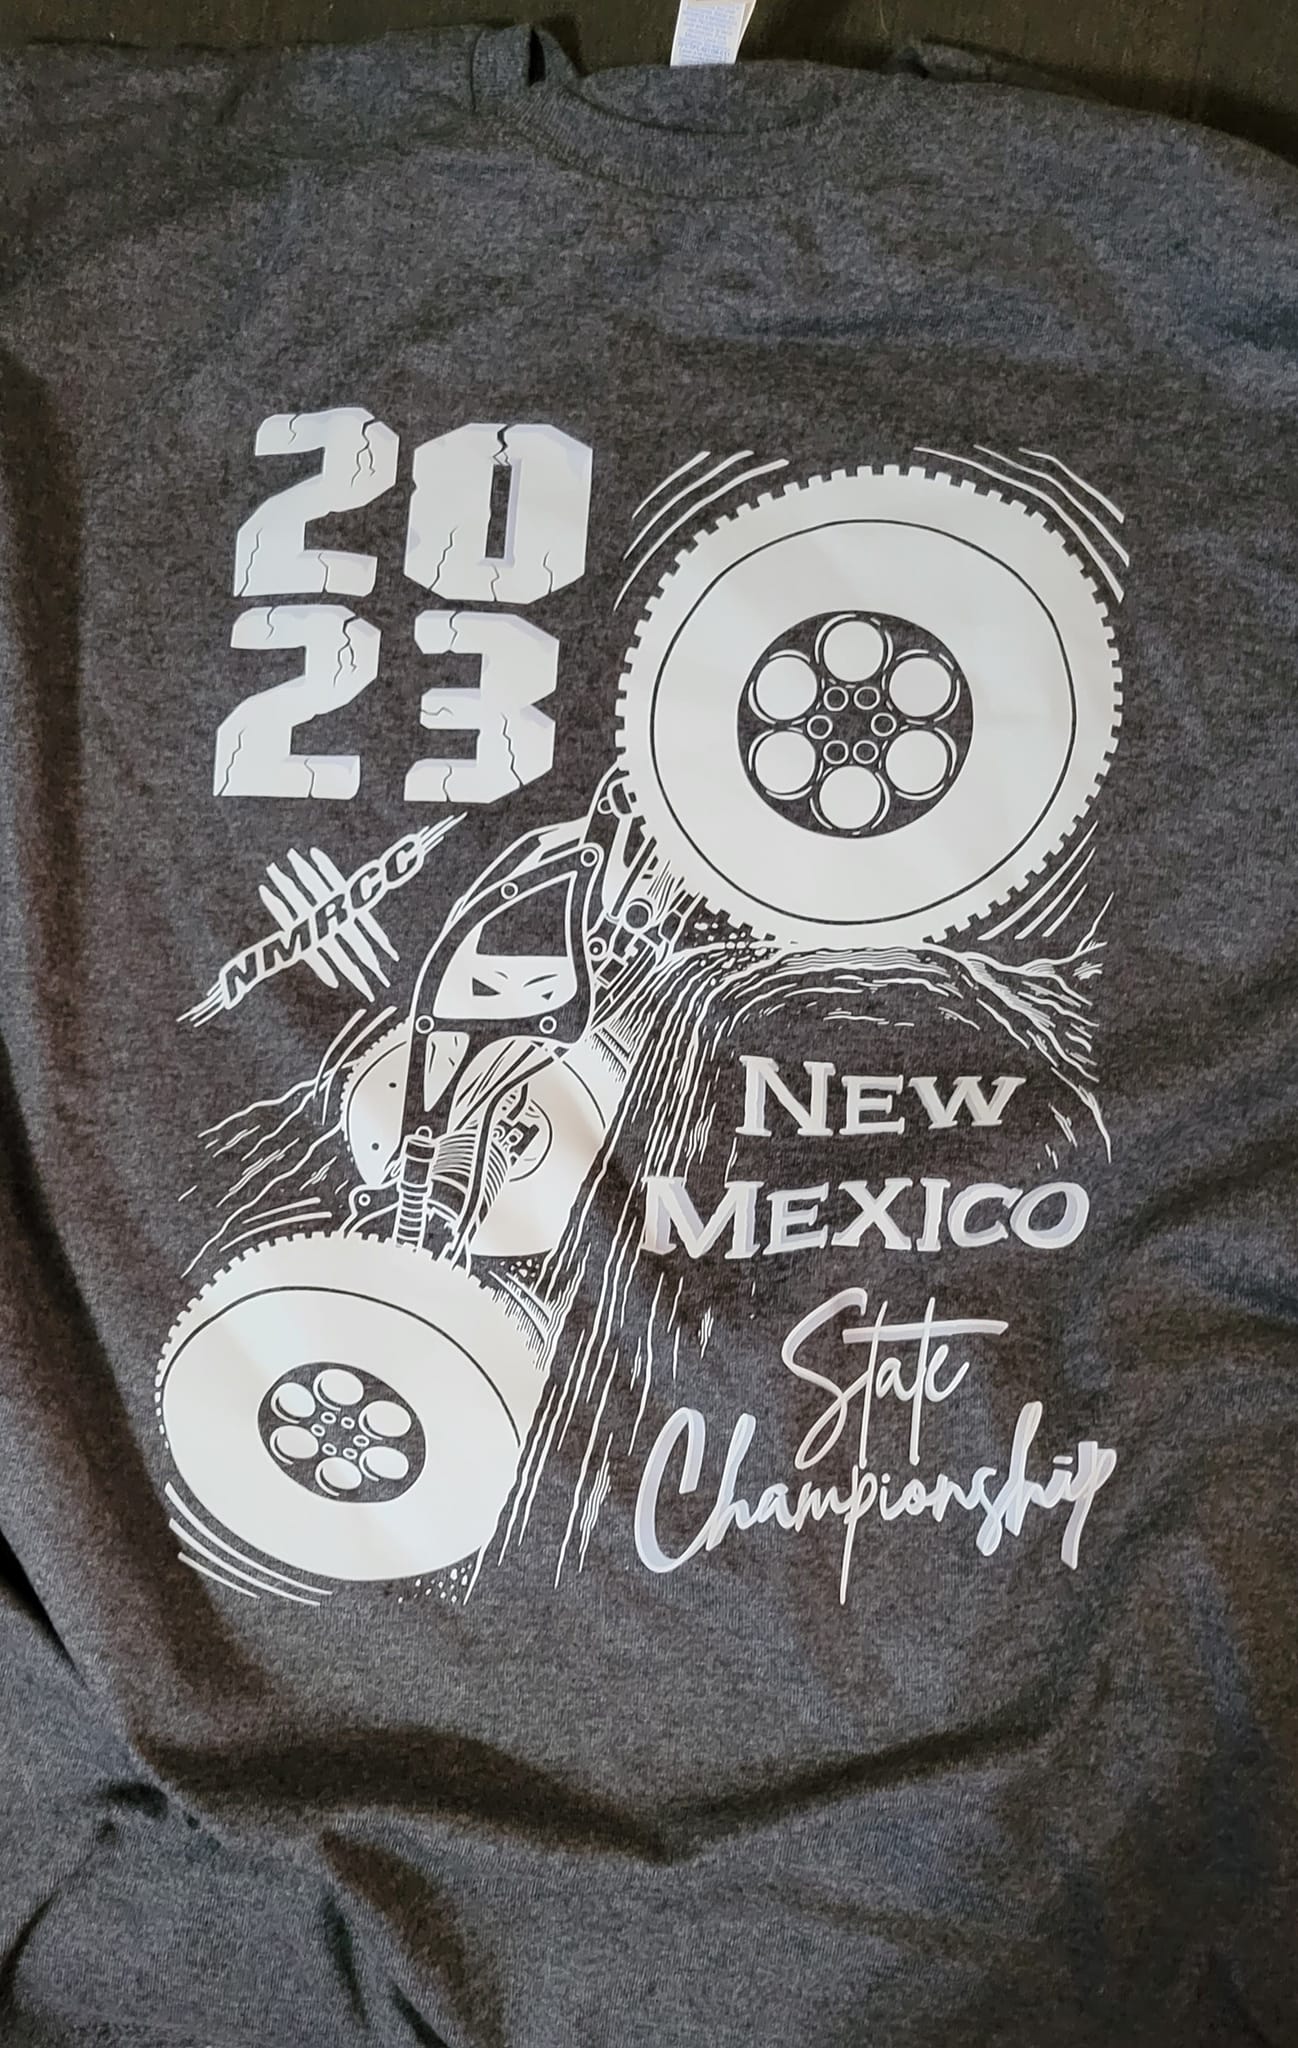 20
23
NMRCC
NEW
MEXICO
State
Championship